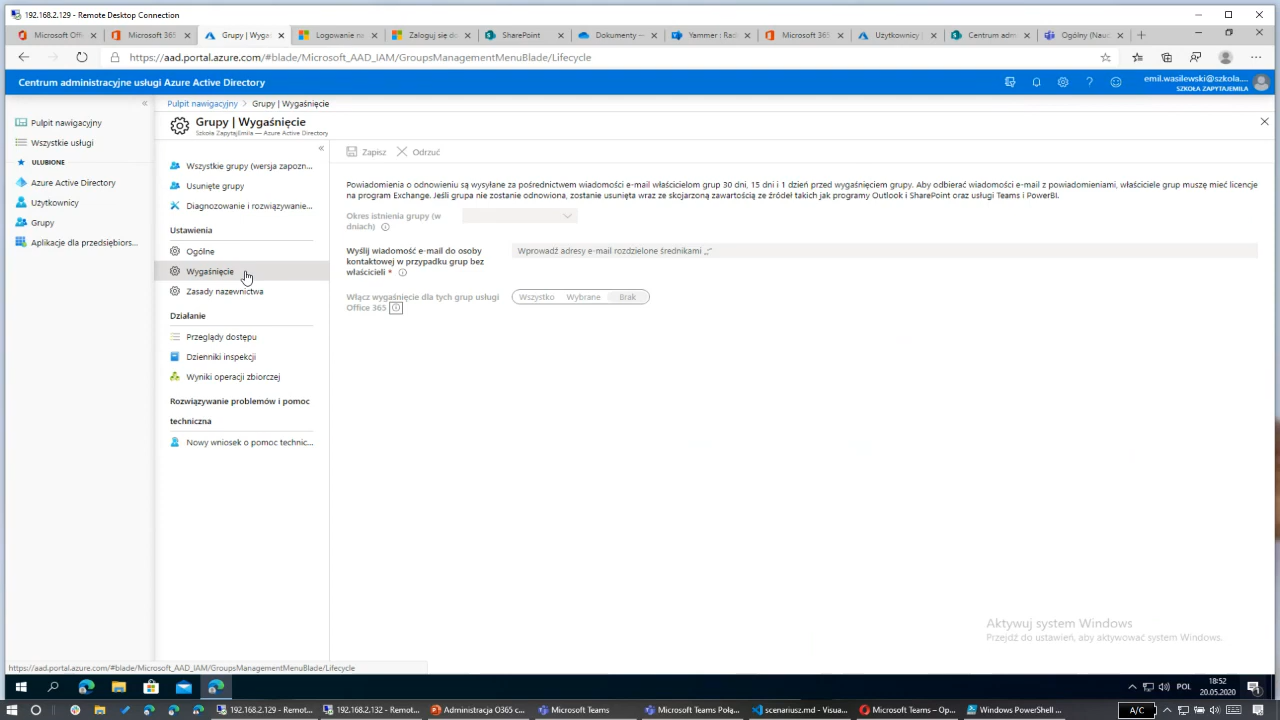 192.168.2.129 - Remote Desktop Connection
Microsoft Off
Microsoft 365
Grupy | Wyga
Logowanie na
Zaloguj się do
SharePoint
Dokumenty —
Yammer : Rad
Microsoft 365
Użytkownicy
Centrum adm
Ogólny (Nauc
https://aad.portal.azure.com/#blade/Microsoft_AAD_IAM/GroupsManagementMenuBlade/Lifecycle
Centrum administracyjne usługi Azure Active Directory
emil.wasilewski@szkola....
SZKOŁA ZAPYTAJEMILA
Pulpit nawigacyjny > Grupy | Wygaśnięcie
Pulpit nawigacyjny
Wszystkie usługi
ULUBIONE
Azure Active Directory
Użytkownicy
Grupy
Aplikacje dla przedsiębiors...
Grupy | Wygaśnięcie
Szkoła ZapytajEmila — Azure Active Directory
Wszystkie grupy (wersja zapozn...
Usunięte grupy
Diagnozowanie i rozwiązywanie...
Ustawienia
Ogólne
Wygaśnięcie
Zasady nazewnictwa
Działanie
Przeglądy dostępu
Dzienniki inspekcji
Wyniki operacji zbiorczej
Rozwiązywanie problemów i pomoc
techniczna
Nowy wniosek o pomoc technic...
Zapisz
Odrzuć
Powiadomienia o odnowieniu są wysyłane za pośrednictwem wiadomości e-mail właścicielom grup 30 dni, 15 dni i 1 dzień przed wygaśnięciem grupy. Aby odbierać wiadomości e-mail z powiadomieniami, właściciele grup muszę mieć licencje
na program Exchange. Jeśli grupa nie zostanie odnowiona, zostanie usunięta wraz ze skojarzoną zawartością ze źródeł takich jak programy Outlook i SharePoint oraz usługi Teams i PowerBI.
Okres istnienia grupy (w
dniach)
Wyślij wiadomość e-mail do osoby
kontaktowej w przypadku grup bez
właścicieli *
Wprowadź adresy e-mail rozdzielone średnikami „;”
Włącz wygaśnięcie dla tych grup usługi
Office 365
Wszystko Wybrane Brak
Aktywuj system Windows
Przejdź do ustawień, aby aktywować system Windows.
https://aad.portal.azure.com/#blade/Microsoft_AAD_IAM/GroupsManagementMenuBlade/Lifecycle
POL
18:52
20.05.2020
192.168.2.129 - Remot...
192.168.2.132 - Remot...
Administracja O365 c...
Microsoft Teams
Microsoft Teams Połą...
scenariusz.md - Visua...
Microsoft Teams – Op...
Windows PowerShell ...
A/C